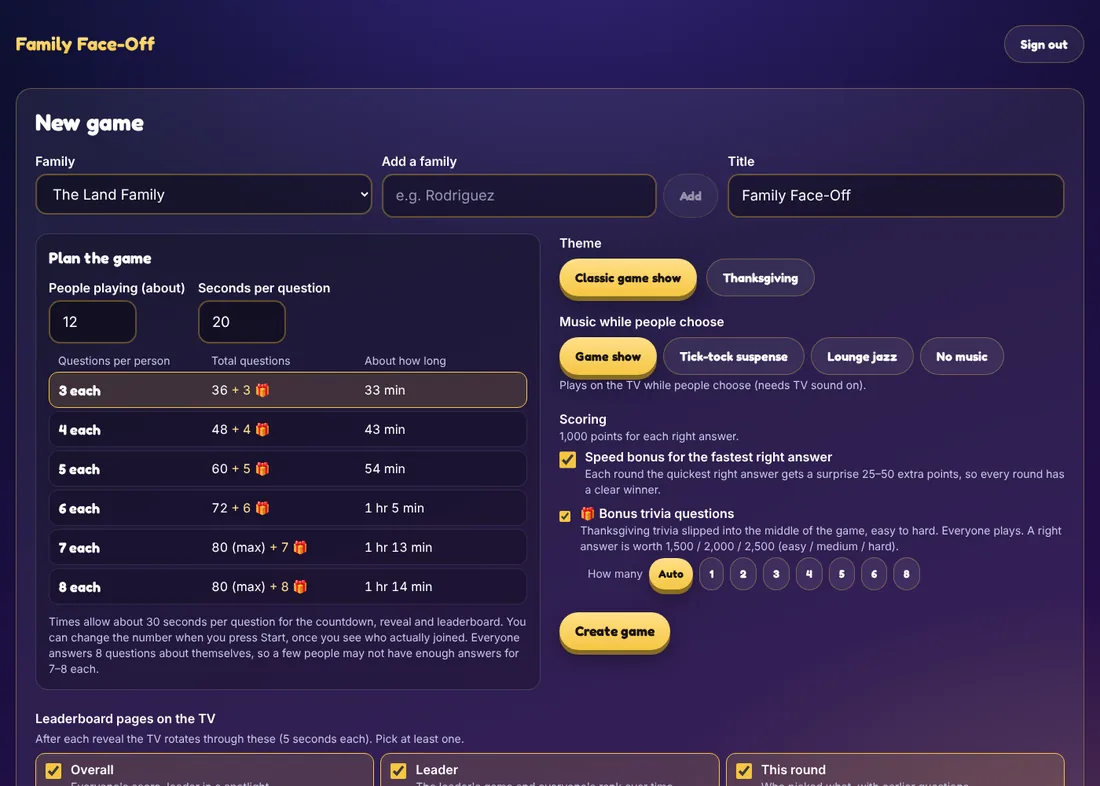 Family Face-Off
Sign out
New game
Family
Add a family
Title
The Land Family
e.g. Rodriguez
Add
Family Face-Off
Plan the game
People playing (about)
Seconds per question
12
20
Questions per person
Total questions
About how long
3 each
36 + 3 🎁
33 min
4 each
48 + 4 🎁
43 min
5 each
60 + 5 🎁
54 min
6 each
72 + 6 🎁
1 hr 5 min
7 each
80 (max) + 7 🎁
1 hr 13 min
8 each
80 (max) + 8 🎁
1 hr 14 min
Times allow about 30 seconds per question for the countdown, reveal and leaderboard. You
can change the number when you press Start, once you see who actually joined. Everyone
answers 8 questions about themselves, so a few people may not have enough answers for
7–8 each.
Theme
Classic game show
Thanksgiving
Music while people choose
Game show
Tick-tock suspense
Lounge jazz
No music
Plays on the TV while people choose (needs TV sound on).
Scoring
1,000 points for each right answer.
Speed bonus for the fastest right answer
Each round the quickest right answer gets a surprise 25–50 extra points, so every round has
a clear winner.
🎁 Bonus trivia questions
Thanksgiving trivia slipped into the middle of the game, easy to hard. Everyone plays. A right
answer is worth 1,500 / 2,000 / 2,500 (easy / medium / hard).
How many
Auto
1
2
3
4
5
6
8
Create game
Leaderboard pages on the TV
After each reveal the TV rotates through these (5 seconds each). Pick at least one.
Overall
Leader
This round